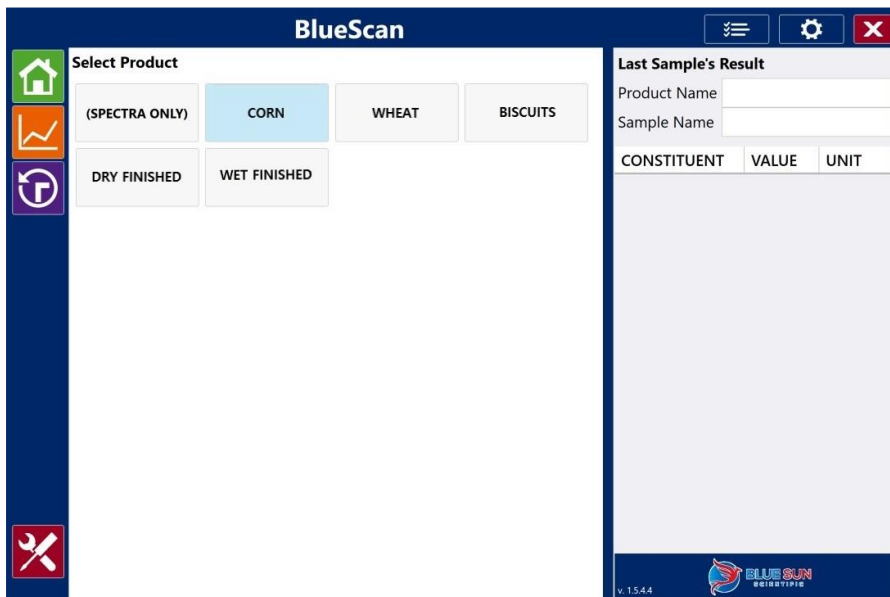 BlueScan
Select Product
(SPECTRA ONLY)
CORN
WHEAT
BISCUITS
DRY FINISHED
WET FINISHED
Last Sample's Result
Product Name
Sample Name
CONSTITUENT VALUE UNIT
v. 1.5.4.4
BLUE SUN
SCIENTIFIC